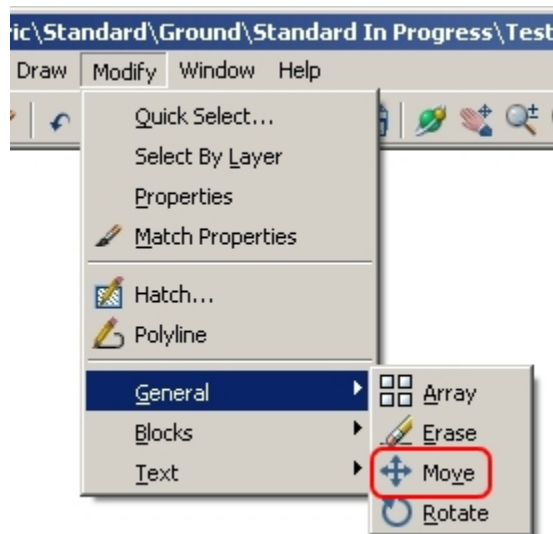 ric\Standard\Ground\Standard In Progress\Test
Draw Modify Window Help
Quick Select...
Select By Layer
Properties
Match Properties
Hatch...
Polyline
General
Blocks
Text
Array
Erase
Move
Rotate